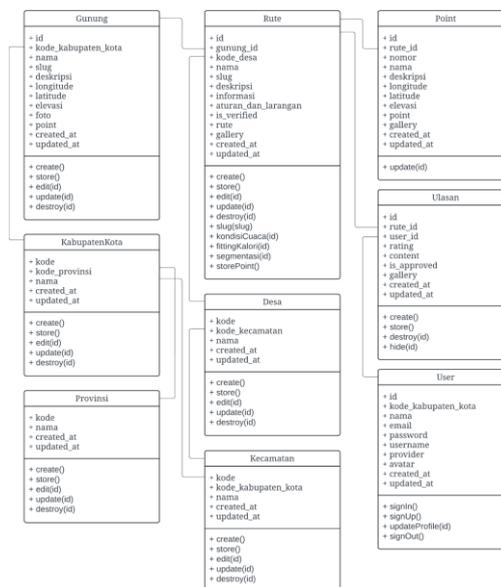 Gunung
+ id
+ kode_kabupaten_kota
+ nama
+ slug
+ deskripsi
+ longitude
+ latitude
+ elevasi
+ foto
+ point
+ created_at
+ updated_at
+ create()
+ store()
+ edit(id)
+ update(id)
+ destroy(id)
KabupatenKota
+ kode
+ kode_provinsi
+ nama
+ created_at
+ updated_at
+ create()
+ store()
+ edit(id)
+ update(id)
+ destroy(id)
Provinsi
+ kode
+ nama
+ created_at
+ updated_at
+ create()
+ store()
+ edit(id)
+ update(id)
+ destroy(id)
Rute
+ id
+ gunung_id
+ kode_desa
+ nama
+ slug
+ deskripsi
+ informasi
+ aturan_dan_larangan
+ is_verified
+ rute
+ gallery
+ created_at
+ updated_at
+ create()
+ store()
+ edit(id)
+ update(id)
+ destroy(id)
+ slug(slug)
+ kondisiCuaca(id)
+ fittingKalori(id)
+ segmentasi(id)
+ storePoint()
Desa
+ kode
+ kode_kecamatan
+ nama
+ created_at
+ updated_at
+ create()
+ store()
+ edit(id)
+ update(id)
+ destroy(id)
Kecamatan
+ kode
+ kode_kabupaten_kota
+ nama
+ created_at
+ updated_at
+ create()
+ store()
+ edit(id)
+ update(id)
+ destroy(id)
Point
+ id
+ rute_id
+ nomor
+ nama
+ deskripsi
+ longitude
+ latitude
+ elevasi
+ point
+ gallery
+ created_at
+ updated_at
+ update(id)
Ulasan
+ id
+ rute_id
+ user_id
+ rating
+ content
+ is_approved
+ gallery
+ created_at
+ updated_at
+ create()
+ store()
+ destroy(id)
+ hide(id)
User
+ id
+ kode_kabupaten_kota
+ nama
+ email
+ password
+ username
+ provider
+ avatar
+ created_at
+ updated_at
+ signIn()
+ signUp()
+ updateProfile(id)
+ signOut()